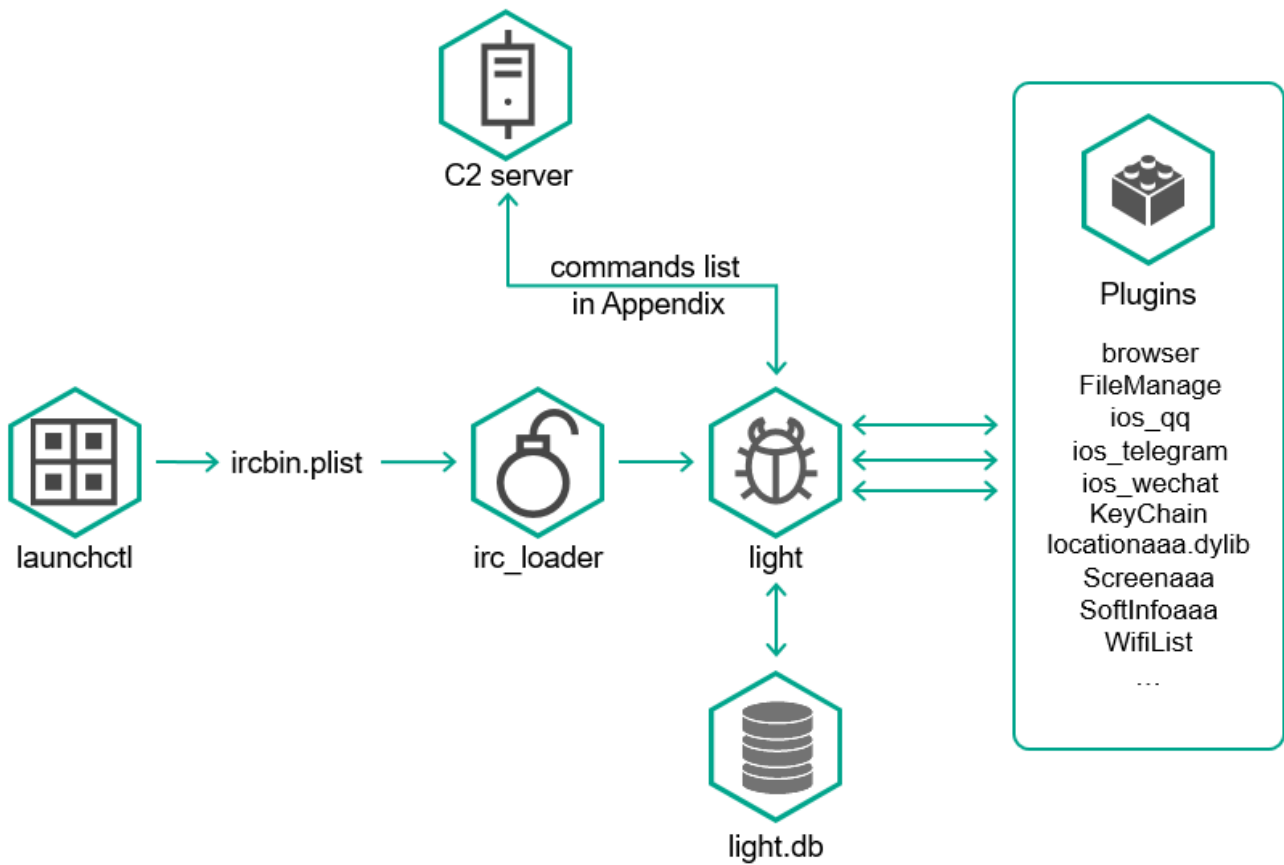 C2 server
commands list
in Appendix
launchctl
ircbin.plist
irc_loader
light
light.db
Plugins
browser
FileManage
ios_qq
ios_telegram
ios_wechat
KeyChain
locationaaa.dylib
Screenaaa
SoftInfoaaa
WifiList
...